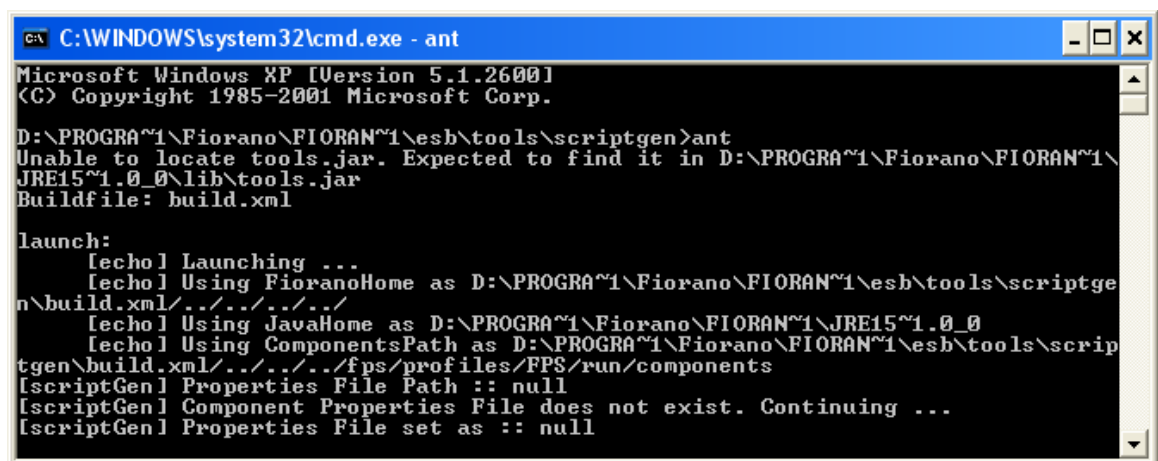 C:\WINDOWS\system32\cmd.exe - ant
Microsoft Windows XP [Version 5.1.2600]
(C) Copyright 1985-2001 Microsoft Corp.
D:\PROGRA~1\Fiorano\FIORAN~1\esb\tools\scriptgen>ant
Unable to locate tools.jar. Expected to find it in D:\PROGRA~1\Fiorano\FIORAN~1\
JRE15~1.0_0\lib\tools.jar
Buildfile: build.xml
launch:
[echo] Launching ...
[echo] Using FioranoHome as D:\PROGRA~1\Fiorano\FIORAN~1\esb\tools\scriptge
n\build.xml/../../../../
[echo] Using JavaHome as D:\PROGRA~1\Fiorano\FIORAN~1\JRE15~1.0_0
[echo] Using ComponentsPath as D:\PROGRA~1\Fiorano\FIORAN~1\esb\tools\scrip
tgen\build.xml/../../../../fps/profiles/FPS/run/components
[scriptGen] Properties File Path :: null
[scriptGen] Component Properties File does not exist. Continuing ...
[scriptGen] Properties File set as :: null